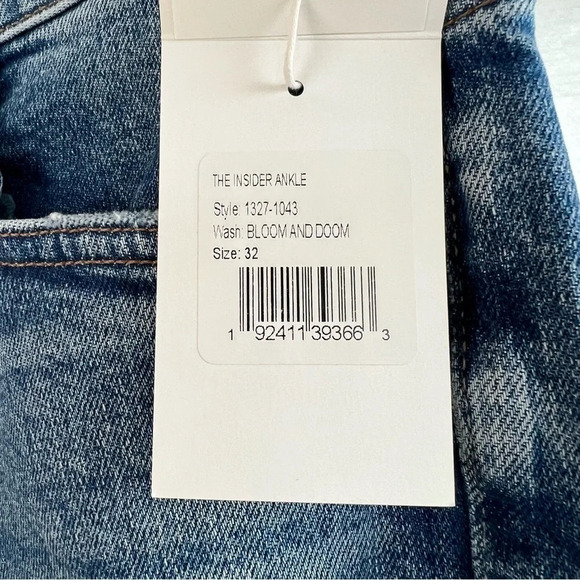 THE INSIDER ANKLE
Style: 1327-1043
Wash: BLOOM AND DOOM
Size: 32
1 92411 39366 3